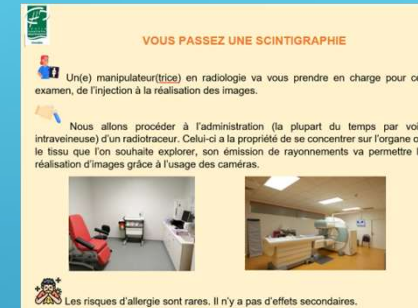 VOUS PASSEZ UNE SCINTIGRAPHIE
Un(e) manipulateur(trice) en radiologie va vous prendre en charge pour ce
examen, de l'injection à la réalisation des images.
Nous allons procéder à l'administration (la plupart du temps par voi
intraveineuse) d'un radiotraceur. Celui-ci a la propriété de se concentrer sur l'organe o
le tissu que l'on souhaite explorer, son émission de rayonnements va permettre l
réalisation d'images grâce à l'usage des caméras.
Les risques d'allergie sont rares. Il n'y a pas d'effets secondaires.